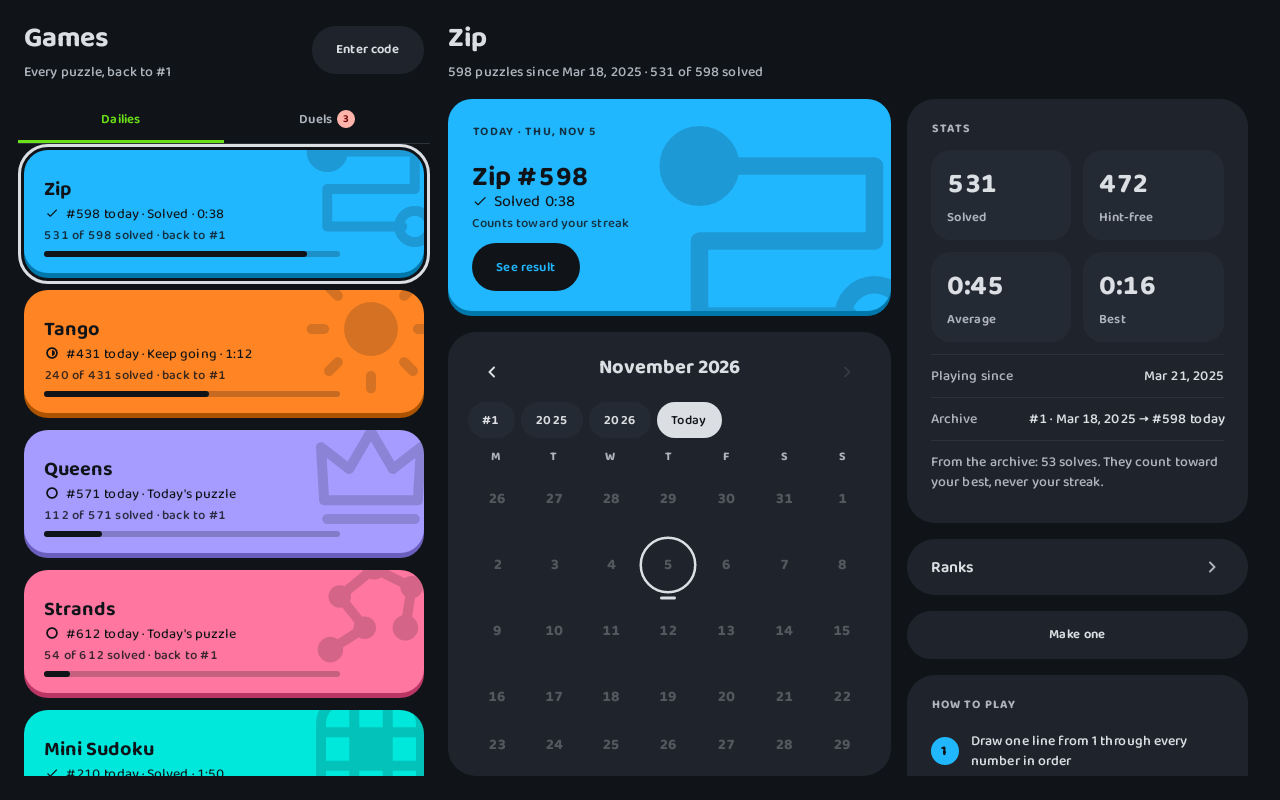 Games
Every puzzle, back to #1
Enter code
Dailies
Duels 3
Zip
#598 today · Solved · 0:38
531 of 598 solved · back to #1
Tango
#431 today · Keep going · 1:12
240 of 431 solved · back to #1
Queens
#571 today · Today's puzzle
112 of 571 solved · back to #1
Strands
#612 today · Today's puzzle
54 of 612 solved · back to #1
Mini Sudoku
#210 today · Solved · 1:50
Zip
598 puzzles since Mar 18, 2025 · 531 of 598 solved
TODAY · THU, NOV 5
Zip #598
Solved 0:38
Counts toward your streak
See result
November 2026
#1 2025 2026 Today
M T W T F S S
26 27 28 29 30 31 1
2 3 4 5 6 7 8
9 10 11 12 13 14 15
16 17 18 19 20 21 22
23 24 25 26 27 28 29
STATS
531
Solved
472
Hint-free
0:45
Average
0:16
Best
Playing since Mar 21, 2025
Archive #1 · Mar 18, 2025 → #598 today
From the archive: 53 solves. They count toward
your best, never your streak.
Ranks
Make one
HOW TO PLAY
1 Draw one line from 1 through every
number in order